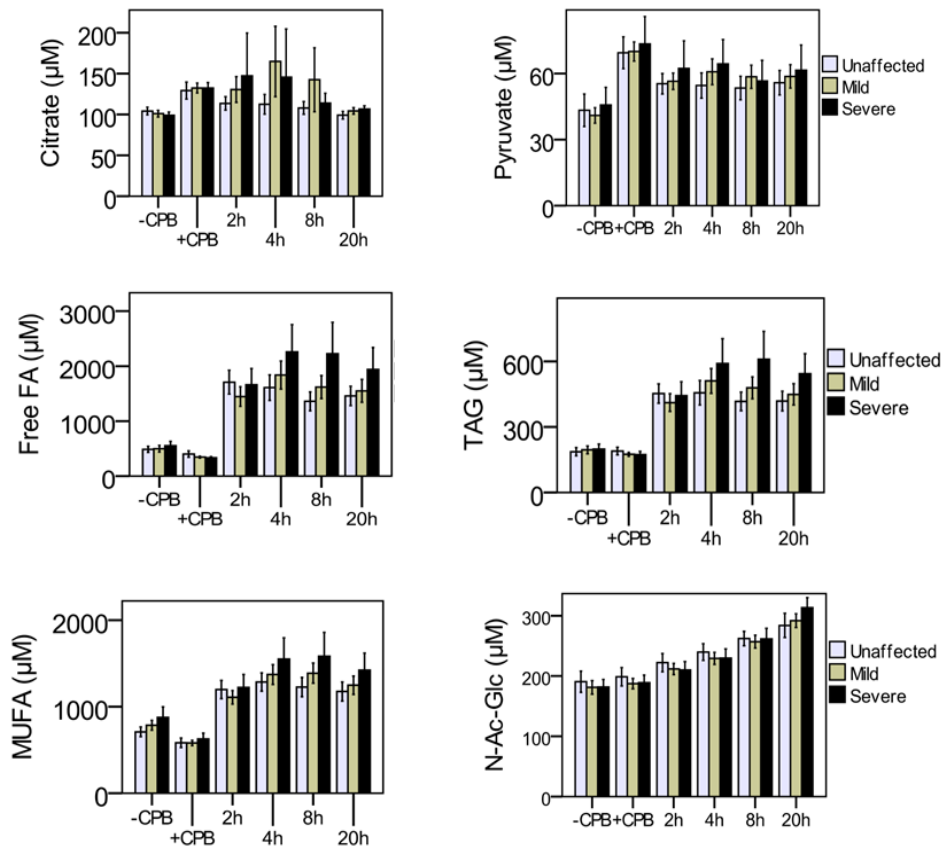 Citrate (µM)
200
150
100
50
0
-CPB
+CPB
2h
4h
8h
20h
Pyruvate (µM)
60
30
0
-CPB +CPB 2h 4h 8h 20h
Unaffected
Mild
Severe
Free FA (µM)
3000
2000
1000
0
-CPB
+CPB
2h
4h
8h
20h
TAG (µM)
600
300
0
-CPB
+CPB
2h
4h
8h
20h
Unaffected
Mild
Severe
MUFA (µM)
2000
1000
0
-CPB
+CPB
2h
4h
8h
20h
N-Ac-Glc (µM)
300
200
100
0
-CPB +CPB 2h 4h 8h 20h
Unaffected
Mild
Severe